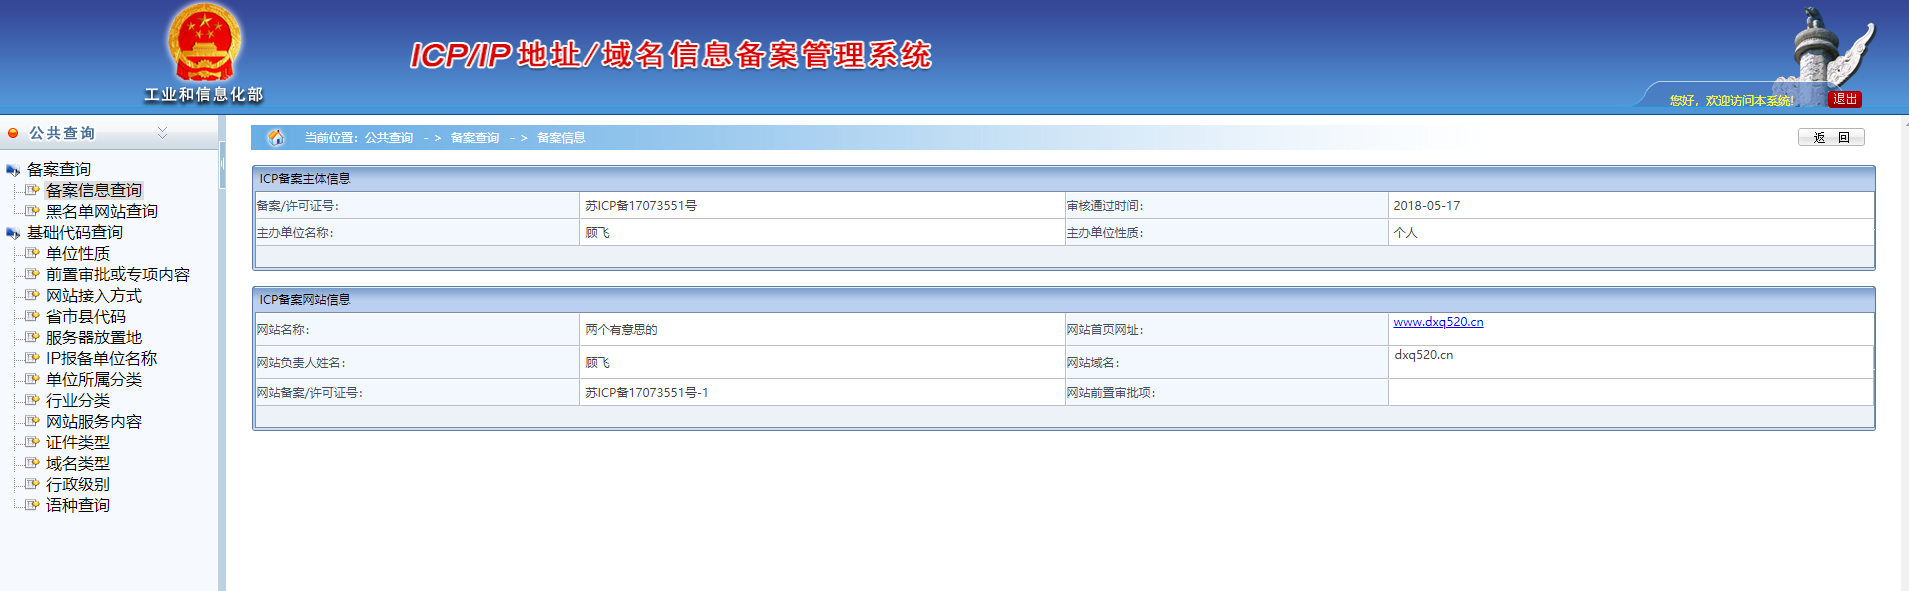 ICP/IP 地址/域名信息备案管理系统
工业和信息化部
您好，欢迎访问本系统!
退出
公共查询
备案查询
备案信息查询
黑名单网站查询
基础代码查询
单位性质
前置审批或专项内容
网站接入方式
省市县代码
服务器放置地
IP报备单位名称
单位所属分类
行业分类
网站服务内容
证件类型
域名类型
行政级别
语种查询
当前位置：公共查询 -> 备案查询 -> 备案信息
返 回
ICP备案主体信息
备案/许可证号： 苏ICP备17073551号 审核通过时间： 2018-05-17
主办单位名称： 顾飞 主办单位性质： 个人
ICP备案网站信息
网站名称： 两个有意思的 网站首页网址： www.dxq520.cn
网站负责人姓名： 顾飞 网站域名： dxq520.cn
网站备案/许可证号： 苏ICP备17073551号-1 网站前置审批项：